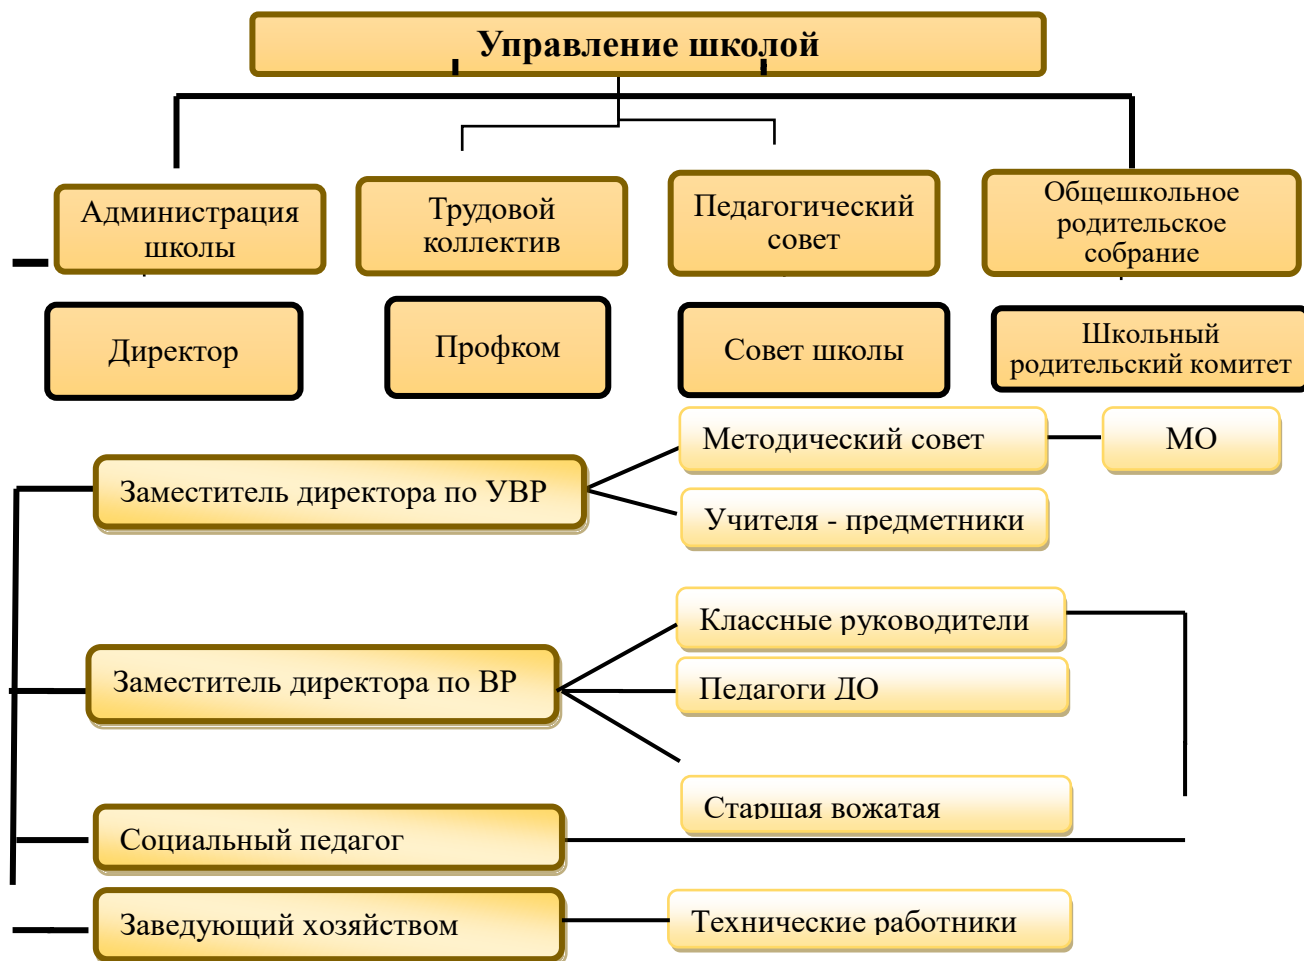 Управление школой
Администрация
школы
Трудовой
коллектив
Педагогический
совет
Общешкольное
родительское
собрание
Директор
Профком
Совет школы
Школьный
родительский комитет
Методический совет
МО
Заместитель директора по УВР
Учителя - предметники
Классные руководители
Заместитель директора по ВР
Педагоги ДО
Старшая вожатая
Социальный педагог
Заведующий хозяйством
Технические работники